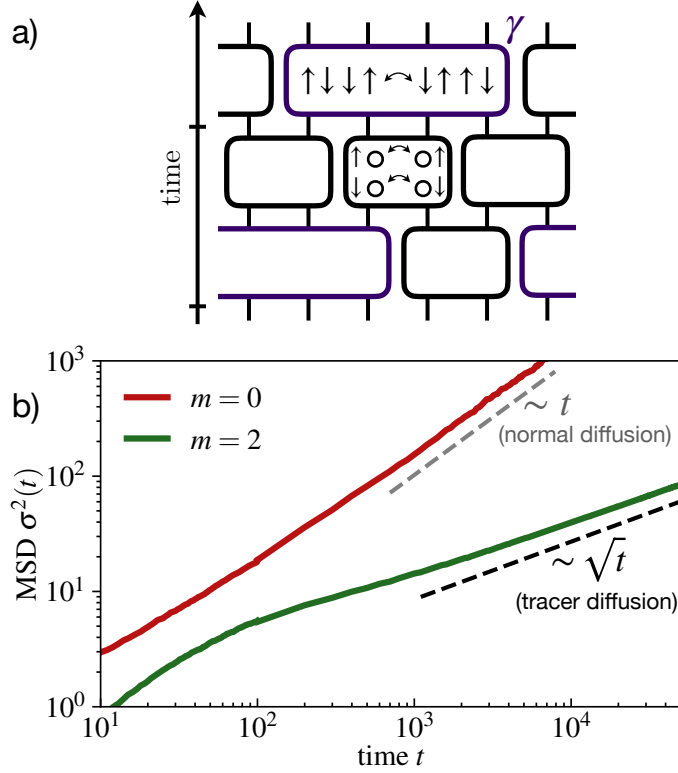 a)
γ
↑↓↓↑ ↓↑↑↓
↑ ↑
↓ ↓
time
b)
10³
m = 0
m = 2
~ t
(normal diffusion)
10²
MSD σ²(t)
~ √t
(tracer diffusion)
10¹
10⁰
10¹ 10² 10³ 10⁴
time t